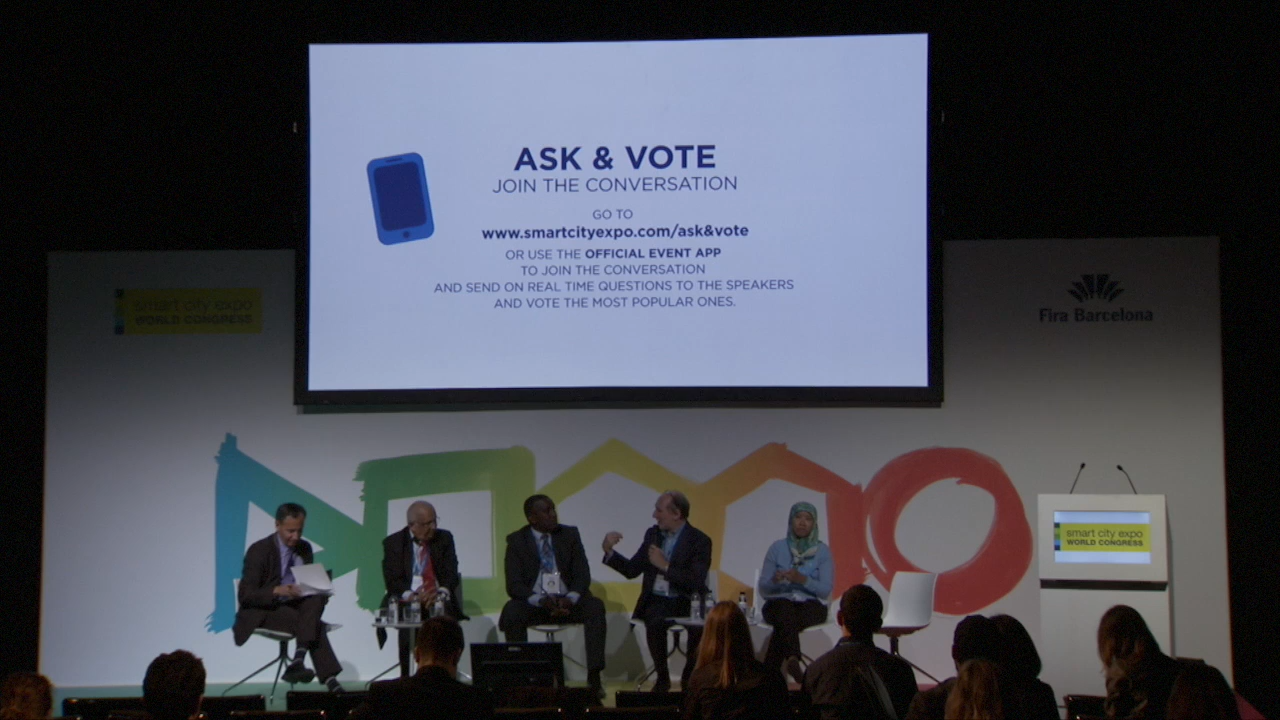 ASK & VOTE
JOIN THE CONVERSATION
GO TO
www.smartcityexpo.com/ask&vote
OR USE THE OFFICIAL EVENT APP
TO JOIN THE CONVERSATION
AND SEND ON REAL TIME QUESTIONS TO THE SPEAKERS
AND VOTE THE MOST POPULAR ONES.
smart city expo
WORLD CONGRESS
Fira Barcelona
smart city expo
WORLD CONGRESS